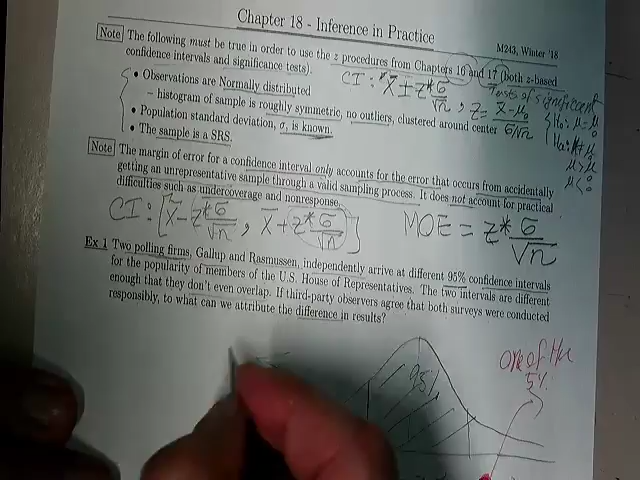 Chapter 18 - Inference in Practice
M243, Winter '18
Note The following must be true in order to use the z procedures from Chapters 16 and 17 (both z-based
confidence intervals and significance tests).
CI: x̄ ± z* σ/√n , z = x̄ - μ₀ / σ/√n
Tests of significant
H₀: μ = μ₀
Hₐ: μ ≠ μ₀
μ > μ₀
μ < μ₀
• Observations are Normally distributed
– histogram of sample is roughly symmetric, no outliers, clustered around center
• Population standard deviation, σ, is known.
• The sample is a SRS.
Note The margin of error for a confidence interval only accounts for the error that occurs from accidentally
getting an unrepresentative sample through a valid sampling process. It does not account for practical
difficulties such as undercoverage and nonresponse.
CI: [x̄ - z* σ/√n , x̄ + z* σ/√n]
MOE = z* σ/√n
Ex 1 Two polling firms, Gallup and Rasmussen, independently arrive at different 95% confidence intervals
for the popularity of members of the U.S. House of Representatives. The two intervals are different
enough that they don't even overlap. If third-party observers agree that both surveys were conducted
responsibly, to what can we attribute the difference in results?
95%
one of the
5%